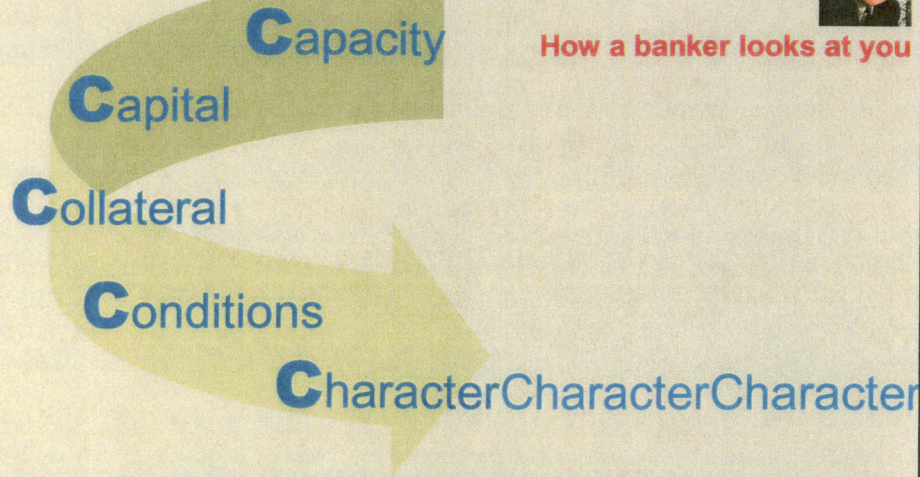 Capacity
How a banker looks at you
Capital
Collateral
Conditions
CharacterCharacterCharacter